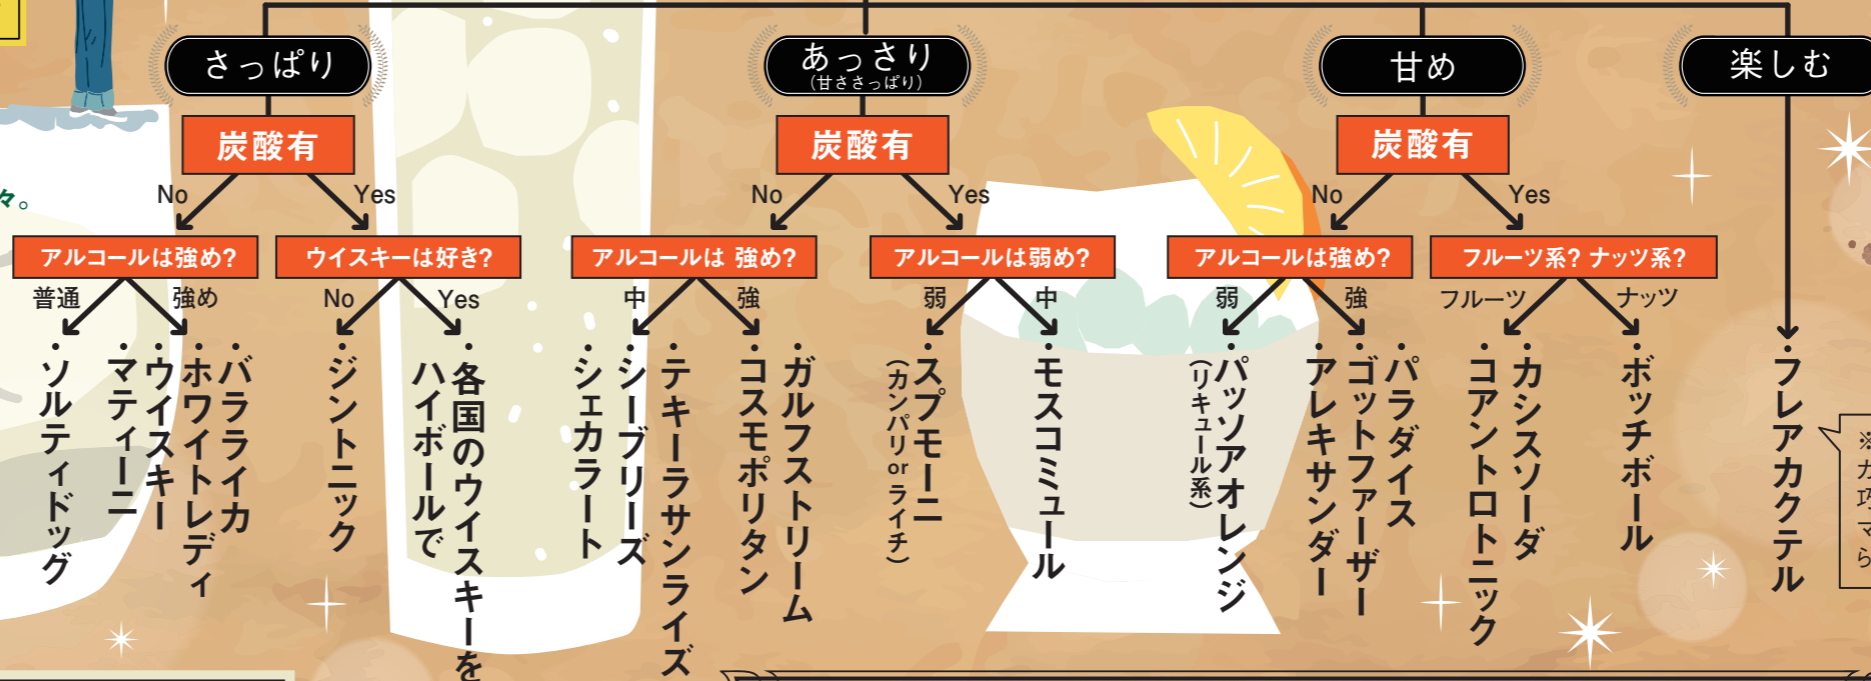 さっぱり
あっさり
(甘ささっぱり)
甘め
楽しむ
炭酸有
炭酸有
炭酸有
No
Yes
No
Yes
No
Yes
々。
アルコールは強め?
ウイスキーは好き?
アルコールは 強め?
アルコールは弱め?
アルコールは強め?
フルーツ系? ナッツ系?
普通
強め
No
Yes
中
強
弱
中
弱
強
フルーツ
ナッツ
・ソルティドッグ
・バラライカ
・ホワイトレディ
・ウイスキー
・マティーニ
・ジントニック
・各国のウイスキーを
ハイボールで
・テキーラサンライズ
・シーブリーズ
・シェカラート
・ガルフストリーム
・コスモポリタン
・スプモーニ
(カンパリorライチ)
・モスコミュール
・パッソアオレンジ
(リキュール系)
・パラダイス
・ゴットファーザー
・アレキサンダー
・カシスソーダ
・コアントロトニック
・ボッチボール
・フレアカクテル
※
カ
巧
マ
ら